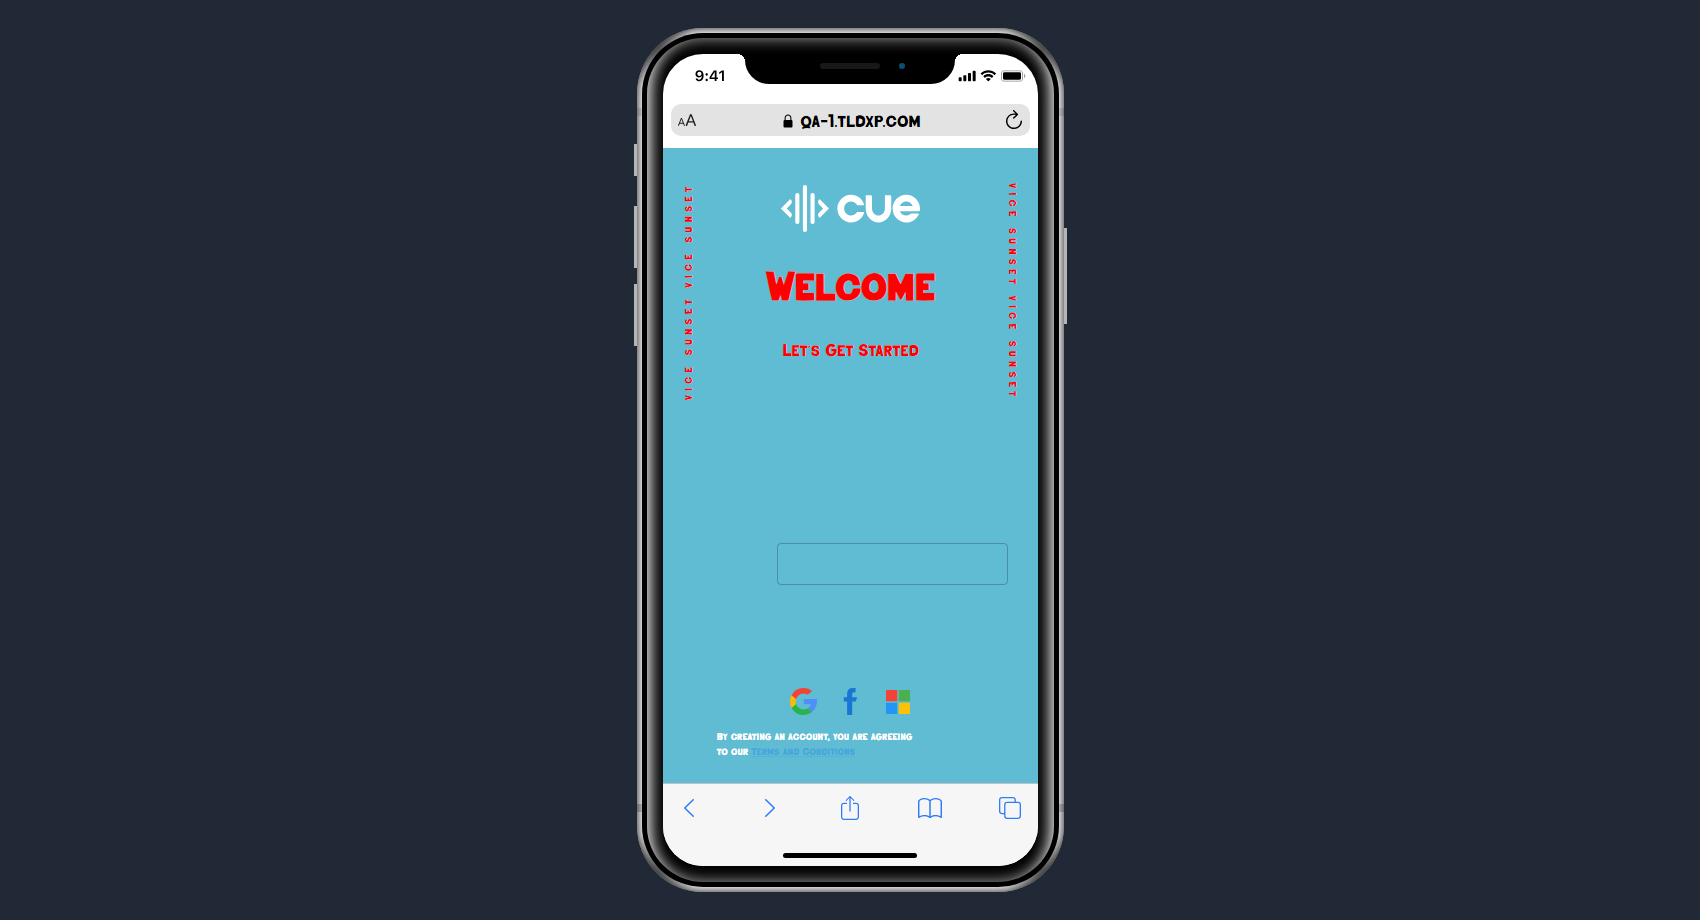 9:41
AA
QA-1.TLDXP.COM
VICE SUNSET VICE SUNSET
cue
VICE SUNSET VICE SUNSET
WELCOME
LET'S GET STARTED
BY CREATING AN ACCOUNT, YOU ARE AGREEING
TO OUR TERMS AND CONDITIONS